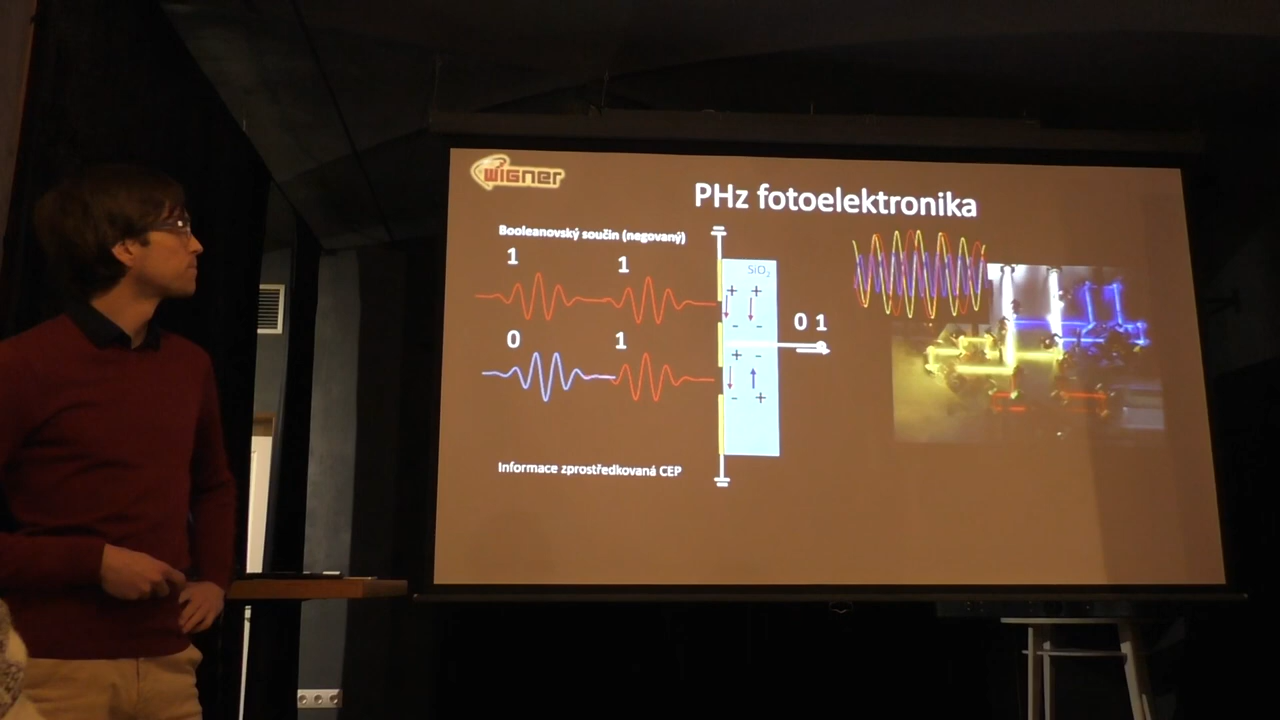 wigner
PHz fotoelektronika
Booleanovský součin (negovaný)
1 1
0 1
SiO₂
+ +
- -
+ -
- +
0 1
Informace zprostředkovaná CEP